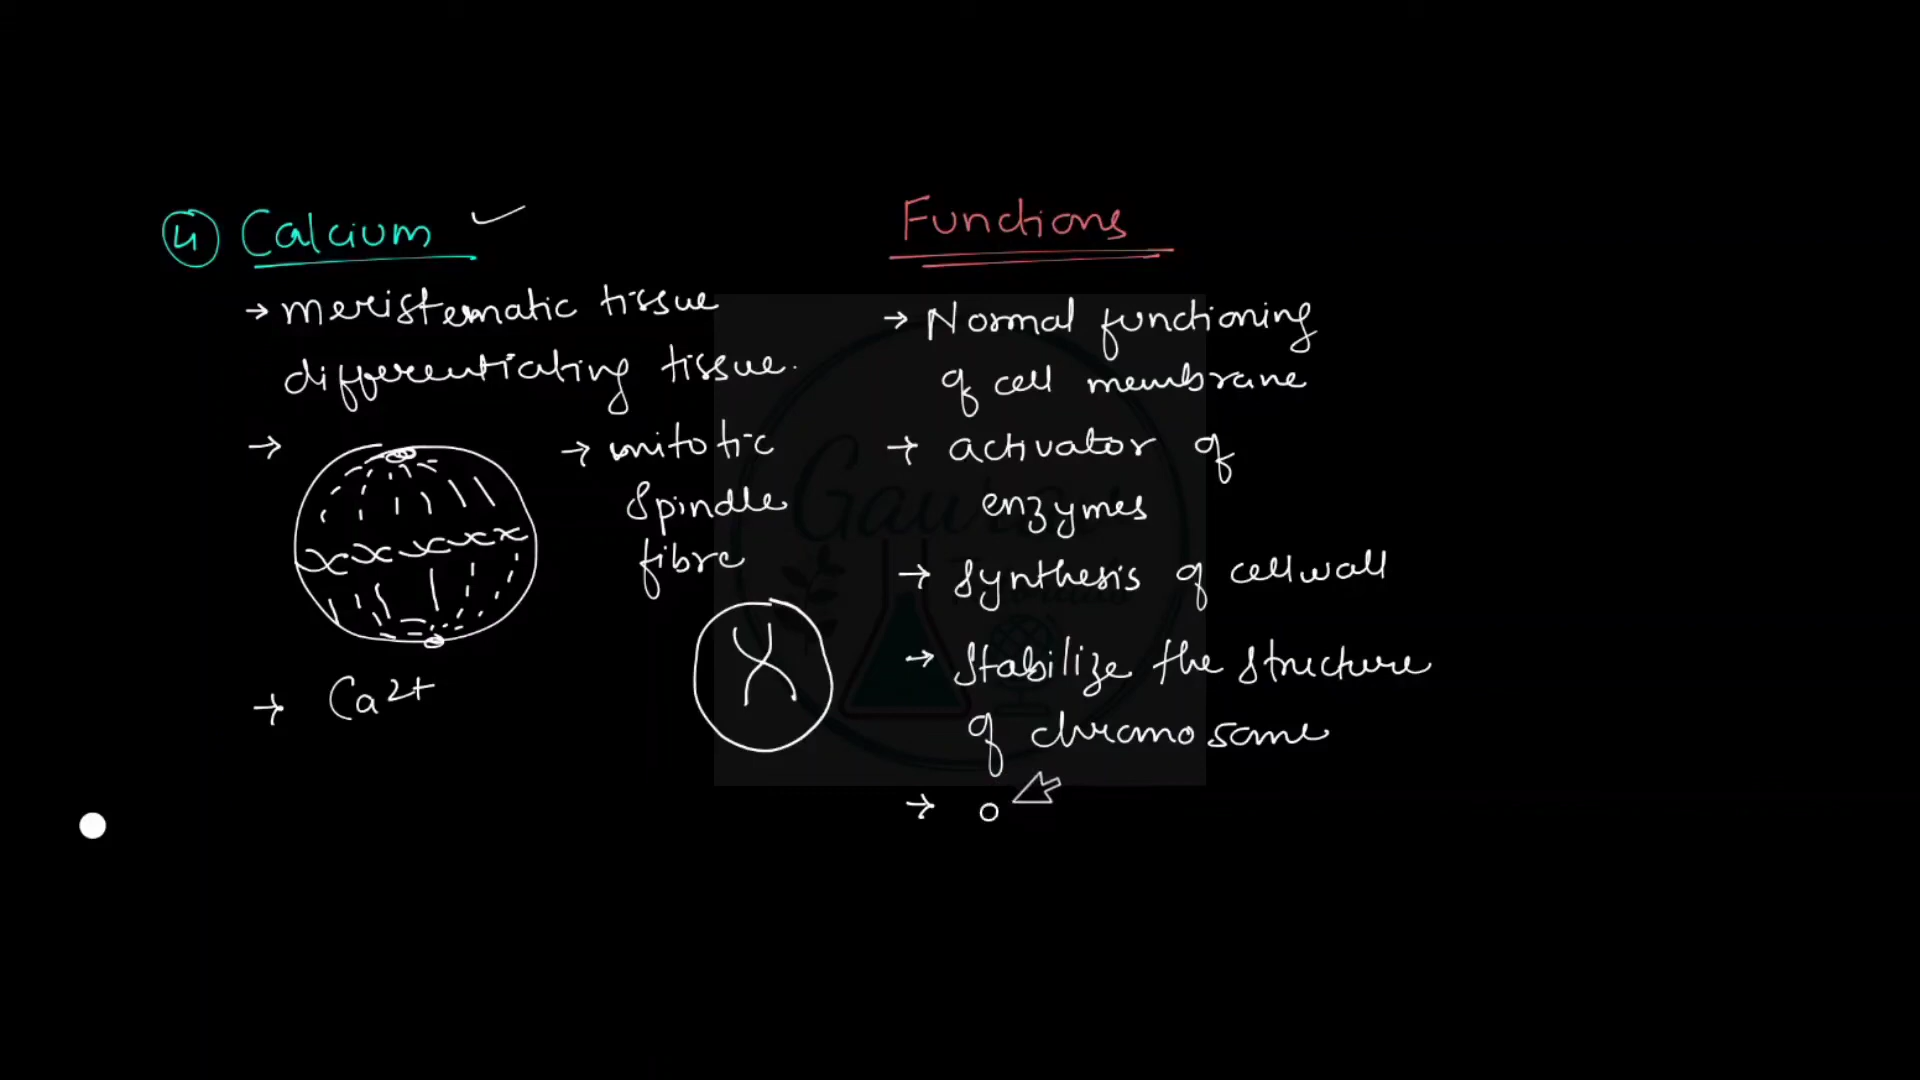 4 Calcium
→ meristematic tissue
differentiating tissue.
→
→ mitotic
spindle
fibre
→ Ca2+
Functions
→ Normal functioning
of cell membrane
→ activator of
enzymes
→ synthesis of cellwall
→ stabilize the structure
of chromosome
→ o